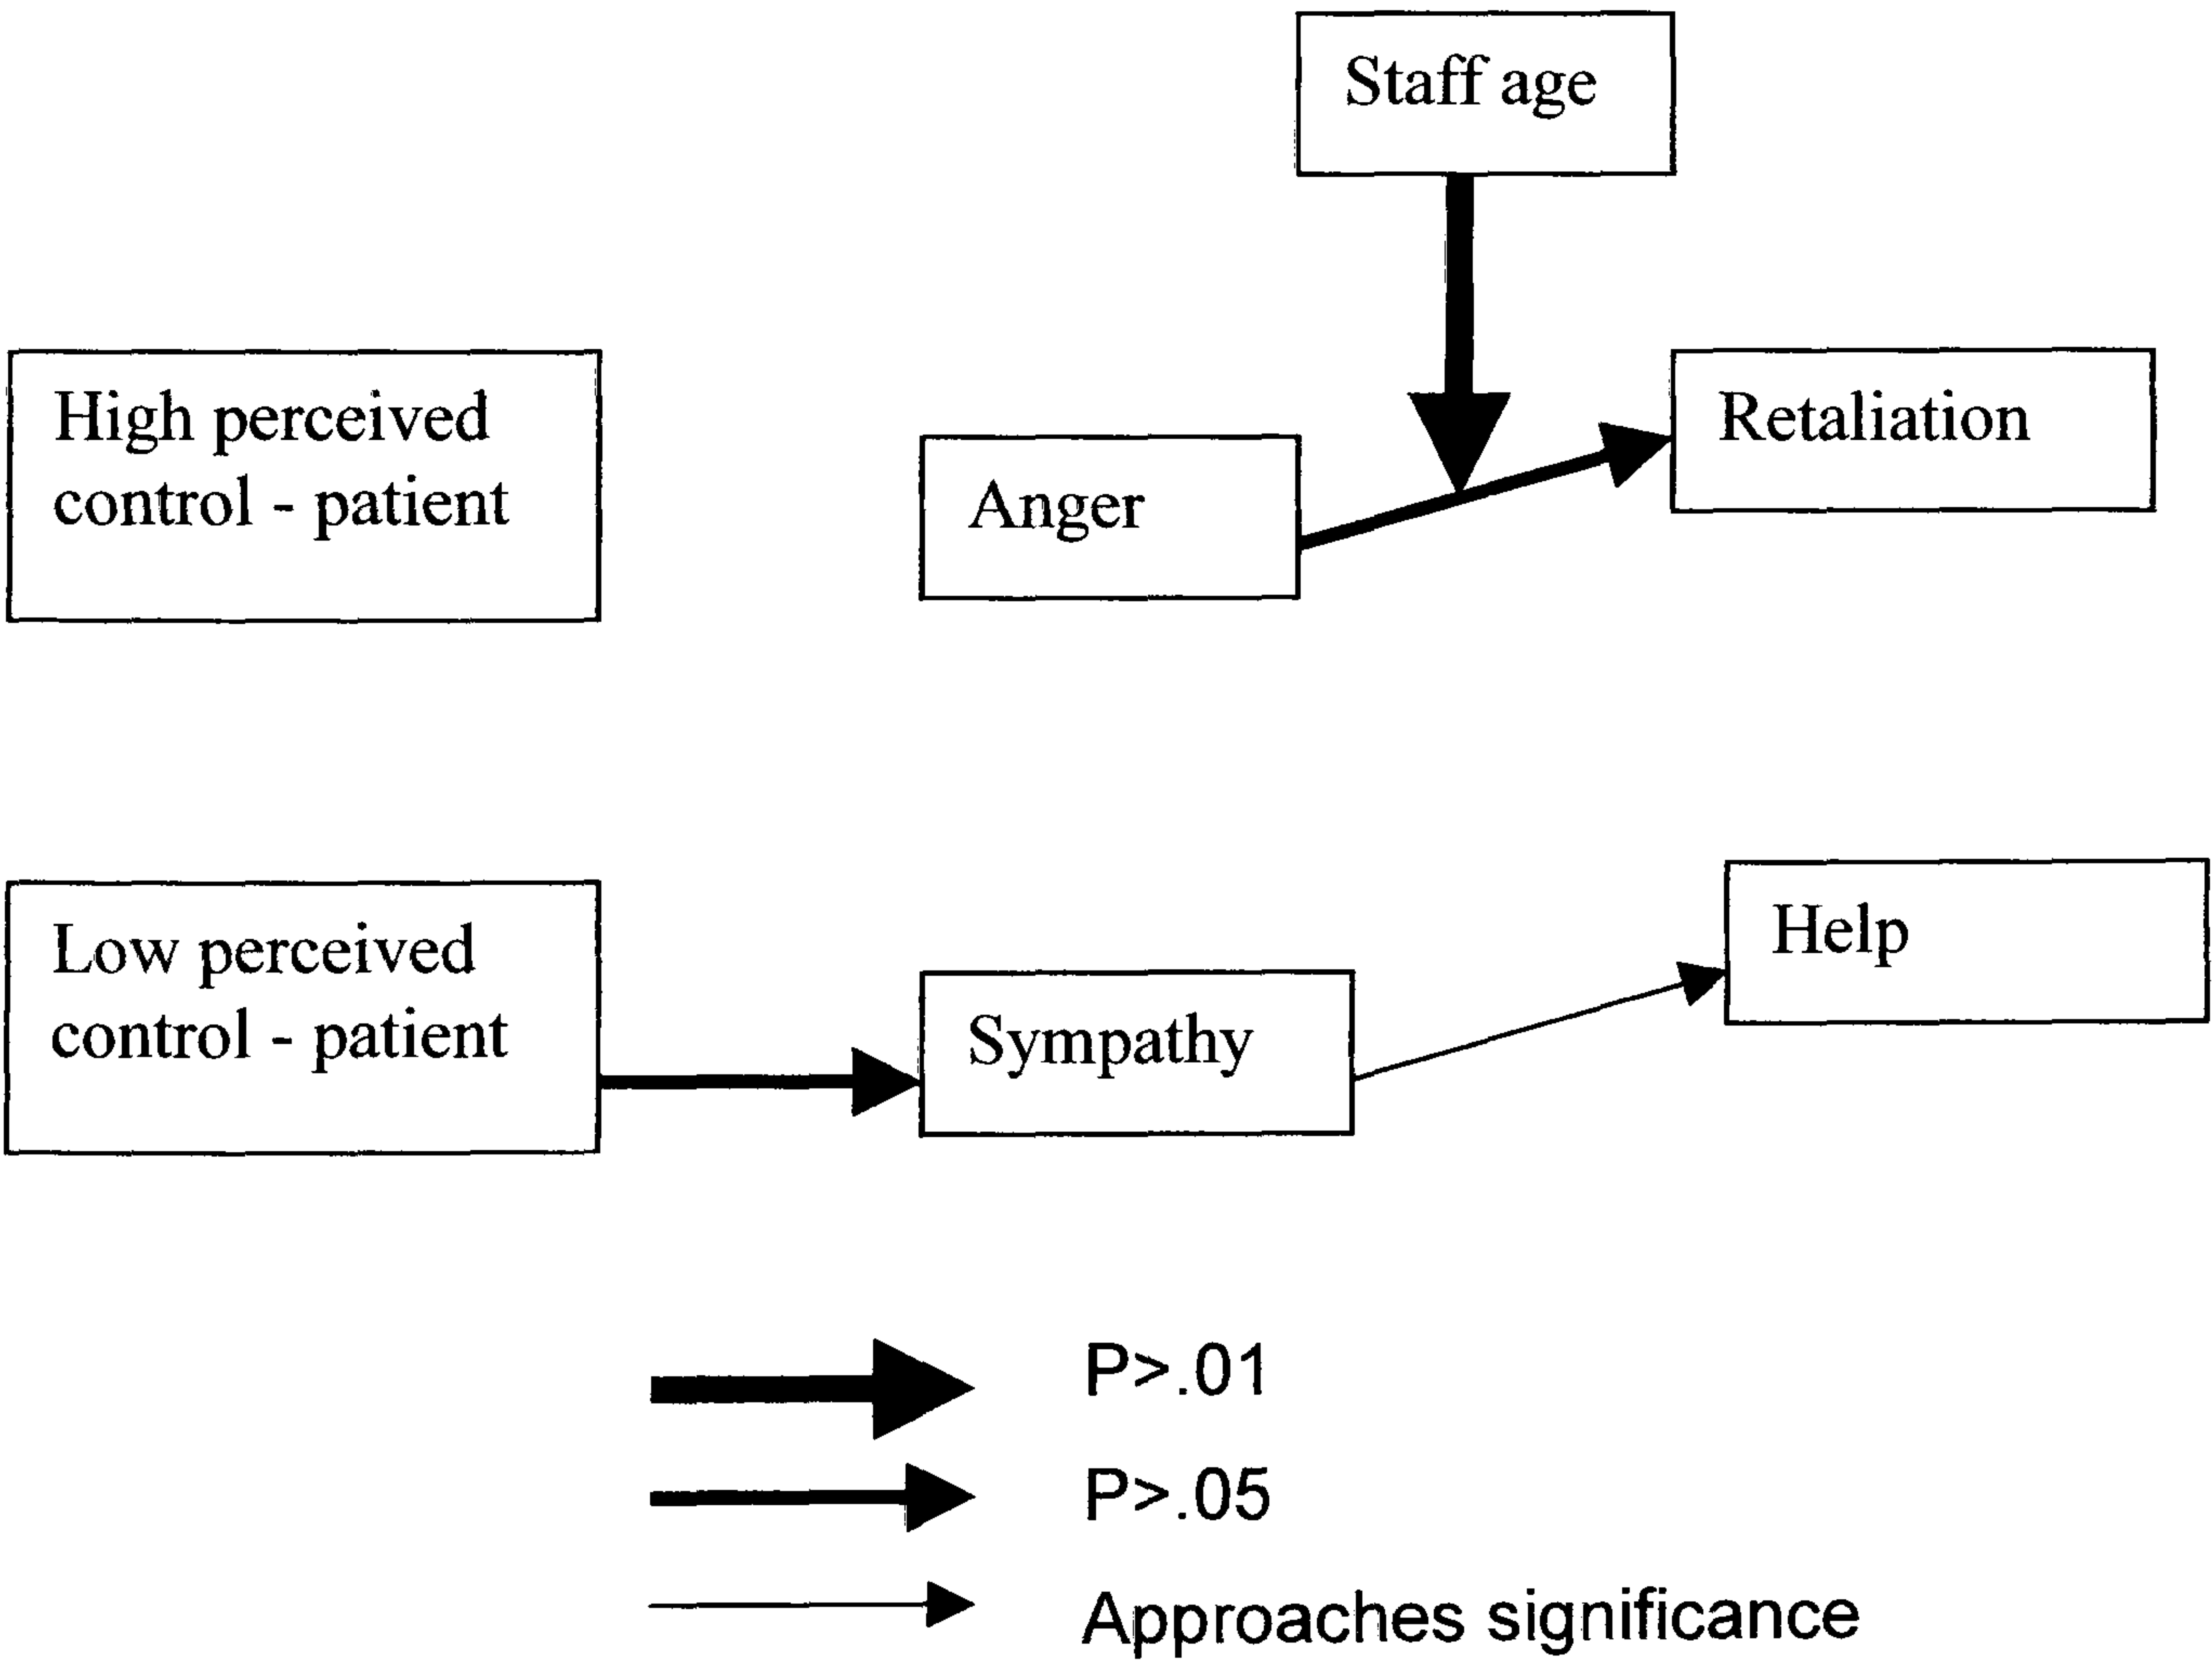 Staff age
High perceived
control - patient
Anger
Retaliation
Low perceived
control - patient
Sympathy
Help
P>.01
P>.05
Approaches significance